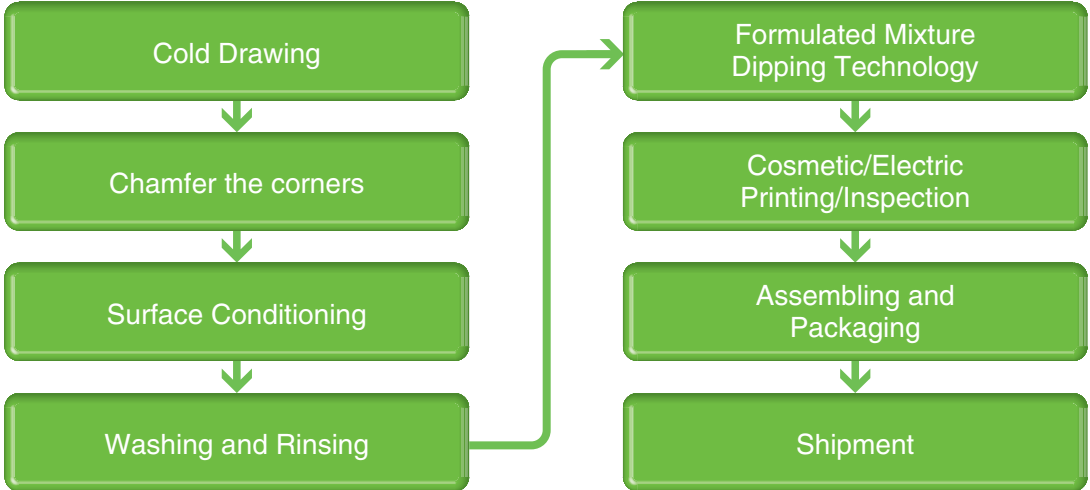 Cold Drawing
Chamfer the corners
Surface Conditioning
Washing and Rinsing
Formulated Mixture
Dipping Technology
Cosmetic/Electric
Printing/Inspection
Assembling and
Packaging
Shipment